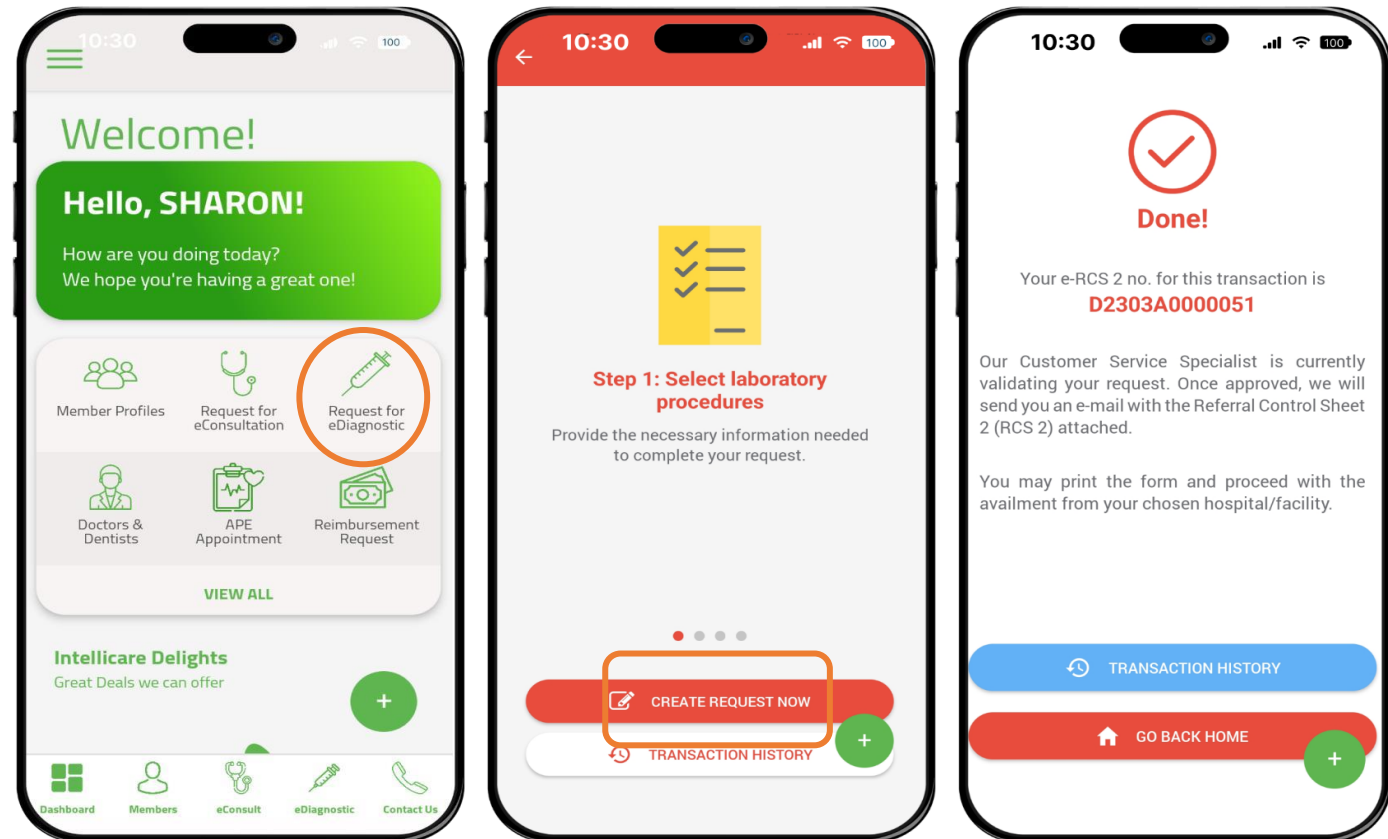 10:30
100
Welcome!
Hello, SHARON!
How are you doing today?
We hope you're having a great one!
Member Profiles
Request for
eConsultation
Request for
eDiagnostic
Doctors &
Dentists
APE
Appointment
Reimbursement
Request
VIEW ALL
Intellicare Delights
Great Deals we can offer
+
Dashboard
Members
eConsult
eDiagnostic
Contact Us
10:30
100
Step 1: Select laboratory
procedures
Provide the necessary information needed
to complete your request.
CREATE REQUEST NOW
+
TRANSACTION HISTORY
10:30
100
Done!
Your e-RCS 2 no. for this transaction is
D2303A0000051
Our Customer Service Specialist is currently
validating your request. Once approved, we will
send you an e-mail with the Referral Control Sheet
2 (RCS 2) attached.
You may print the form and proceed with the
availment from your chosen hospital/facility.
TRANSACTION HISTORY
GO BACK HOME
+